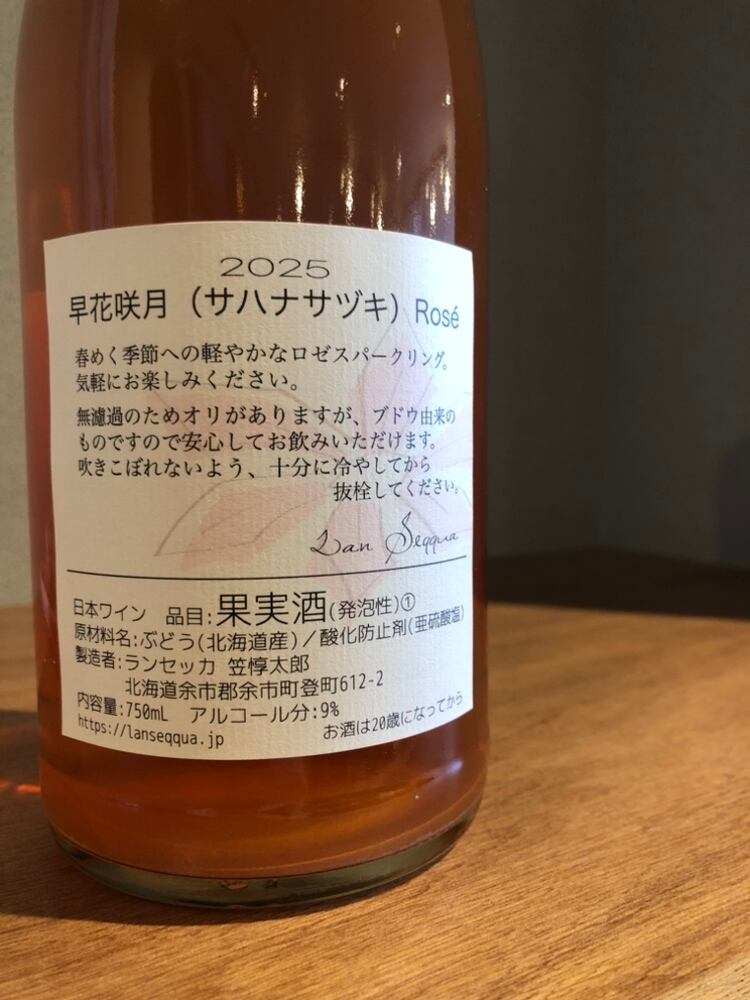 2025
早花咲月（サハナサヅキ）Rosé
春めく季節への軽やかなロゼスパークリング。
気軽にお楽しみください。
無濾過のためオリがありますが、ブドウ由来の
ものですので安心してお飲みいただけます。
吹きこぼれないよう、十分に冷やしてから
抜栓してください。
Lan Seqqua
日本ワイン　品目:果実酒(発泡性)①
原材料名:ぶどう(北海道産)／酸化防止剤(亜硫酸塩)
製造者:ランセッカ 笠惇太郎
北海道余市郡余市町登町612-2
内容量:750mL　アルコール分:9%
https://lanseqqua.jp　お酒は20歳になってから